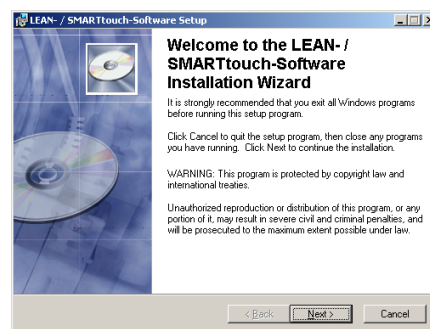 LEAN- / SMARTtouch-Software Setup
Welcome to the LEAN- /
SMARTtouch-Software
Installation Wizard
It is strongly recommended that you exit all Windows programs
before running this setup program.
Click Cancel to quit the setup program, then close any programs
you have running. Click Next to continue the installation.
WARNING: This program is protected by copyright law and
international treaties.
Unauthorized reproduction or distribution of this program, or any
portion of it, may result in severe civil and criminal penalties, and
will be prosecuted to the maximum extent possible under law.
< Back Next > Cancel